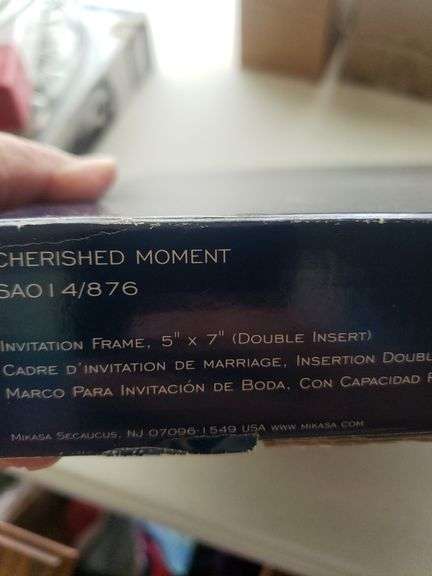 CHERISHED MOMENT
SA014/876
INVITATION FRAME, 5" X 7" (DOUBLE INSERT)
CADRE D'INVITATION DE MARRIAGE, INSERTION DOUBL
MARCO PARA INVITACIÓN DE BODA, CON CAPACIDAD
MIKASA SECAUCUS, NJ 07096-1549 USA WWW.MIKASA.COM